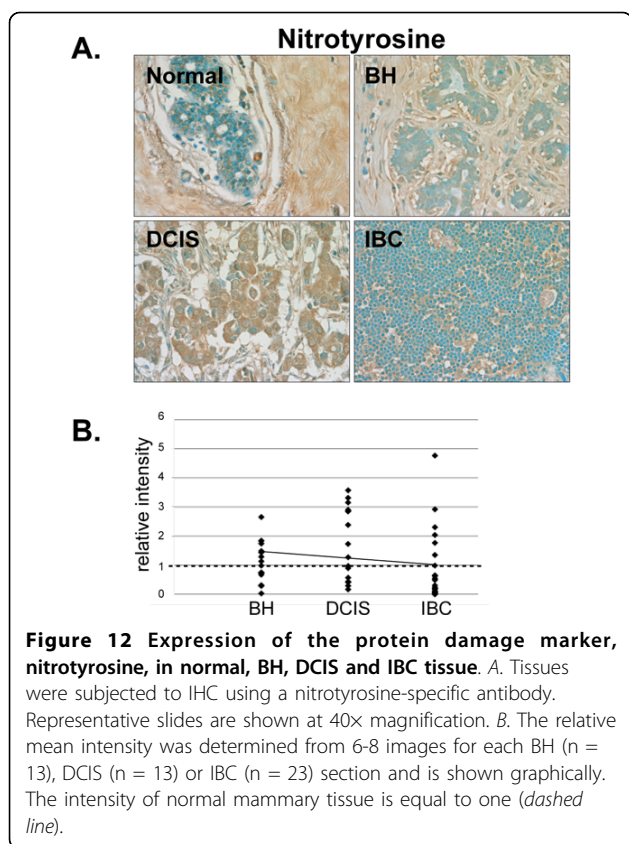 A.
Nitrotyrosine
Normal
BH
DCIS
IBC
B.
relative intensity
6
5
4
3
2
1
0
BH DCIS IBC
Figure 12 Expression of the protein damage marker,
nitrotyrosine, in normal, BH, DCIS and IBC tissue. A. Tissues
were subjected to IHC using a nitrotyrosine-specific antibody.
Representative slides are shown at 40× magnification. B. The relative
mean intensity was determined from 6-8 images for each BH (n =
13), DCIS (n = 13) or IBC (n = 23) section and is shown graphically.
The intensity of normal mammary tissue is equal to one (dashed
line).